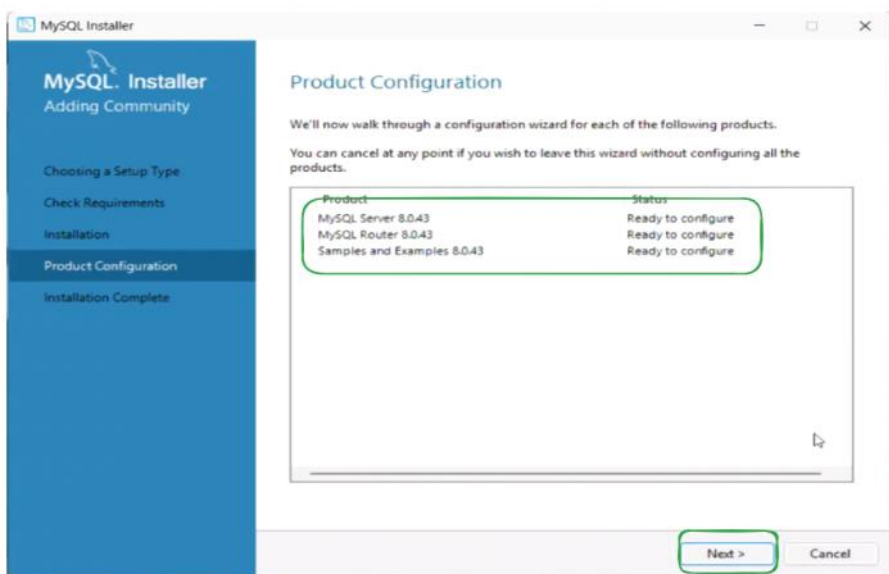 MySQL Installer
MySQL. Installer
Adding Community
Choosing a Setup Type
Check Requirements
Installation
Product Configuration
Installation Complete
Product Configuration
We'll now walk through a configuration wizard for each of the following products.
You can cancel at any point if you wish to leave this wizard without configuring all the
products.
Product Status
MySQL Server 8.0.43 Ready to configure
MySQL Router 8.0.43 Ready to configure
Samples and Examples 8.0.43 Ready to configure
Next > Cancel